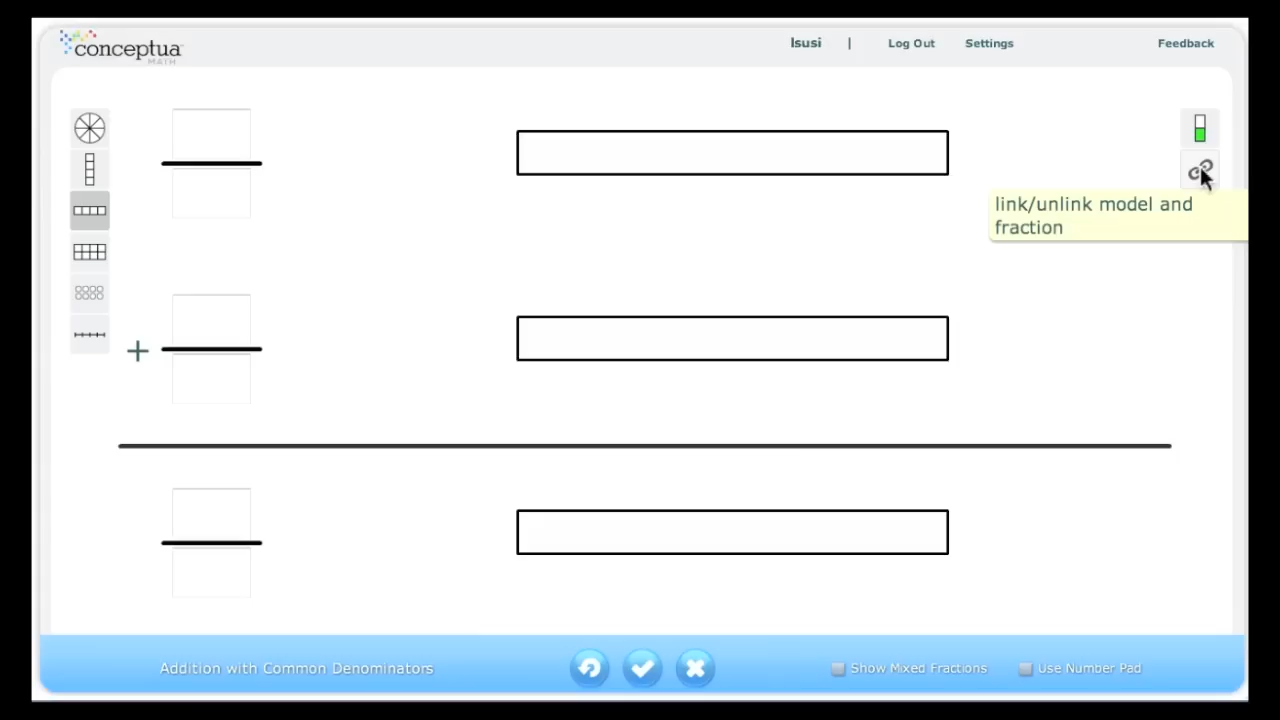 conceptua
MATH
lsusi | Log Out Settings Feedback
link/unlink model and
fraction
+
Addition with Common Denominators
Show Mixed Fractions
Use Number Pad